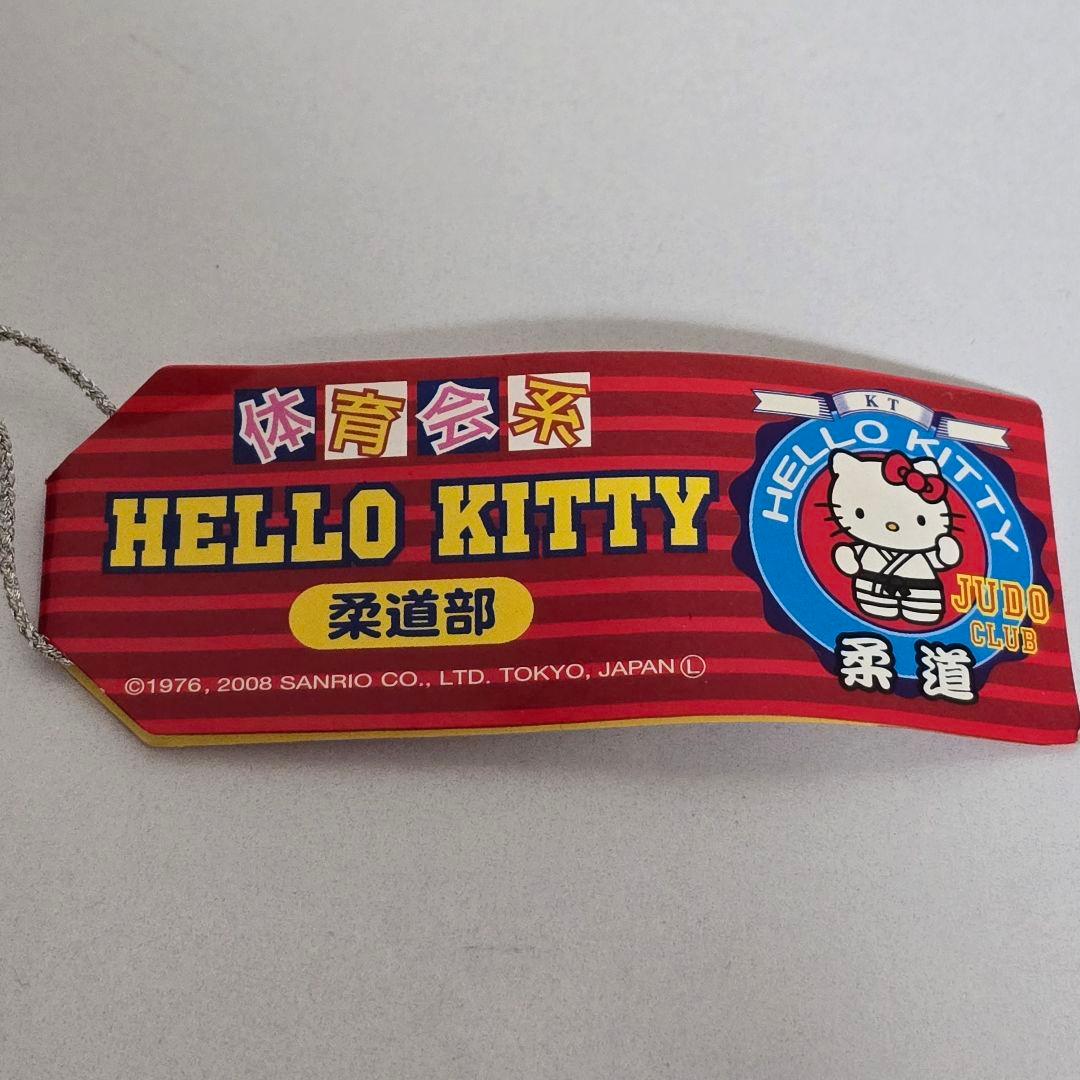 体育会系
HELLO KITTY
柔道部
©1976, 2008 SANRIO CO., LTD. TOKYO, JAPAN Ⓛ
KT
HELLO KITTY
JUDO
CLUB
柔道